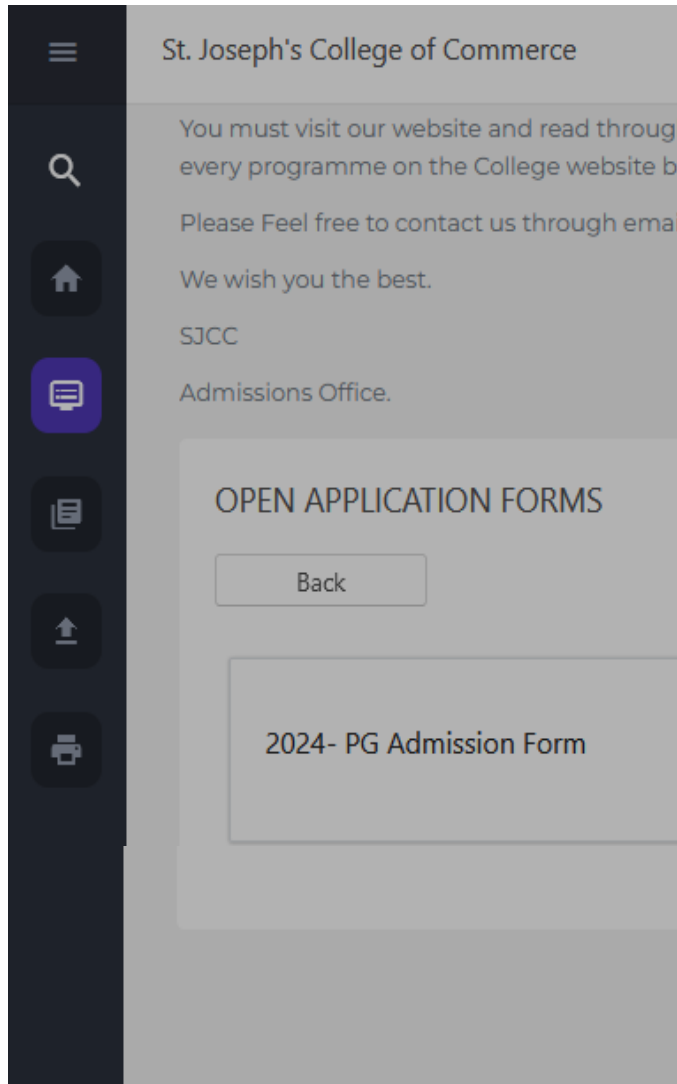 St. Joseph's College of Commerce
You must visit our website and read throug
every programme on the College website b
Please Feel free to contact us through ema
We wish you the best.
SJCC
Admissions Office.
OPEN APPLICATION FORMS
Back
2024- PG Admission Form